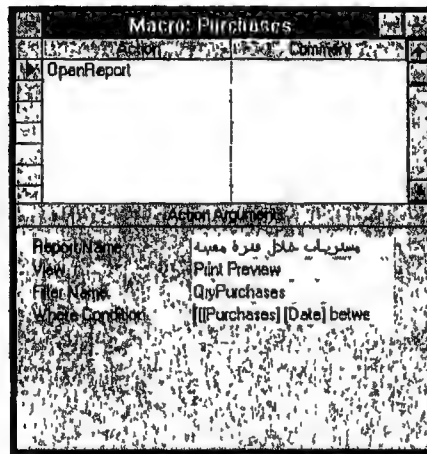 Macro: Purchases
Action Comment
OpenReport
Action Arguments
Report Name مشتريات خلال فترة معينة
View Print Preview
Filter Name QryPurchases
Where Condition ([Purchases].[Date] betwe